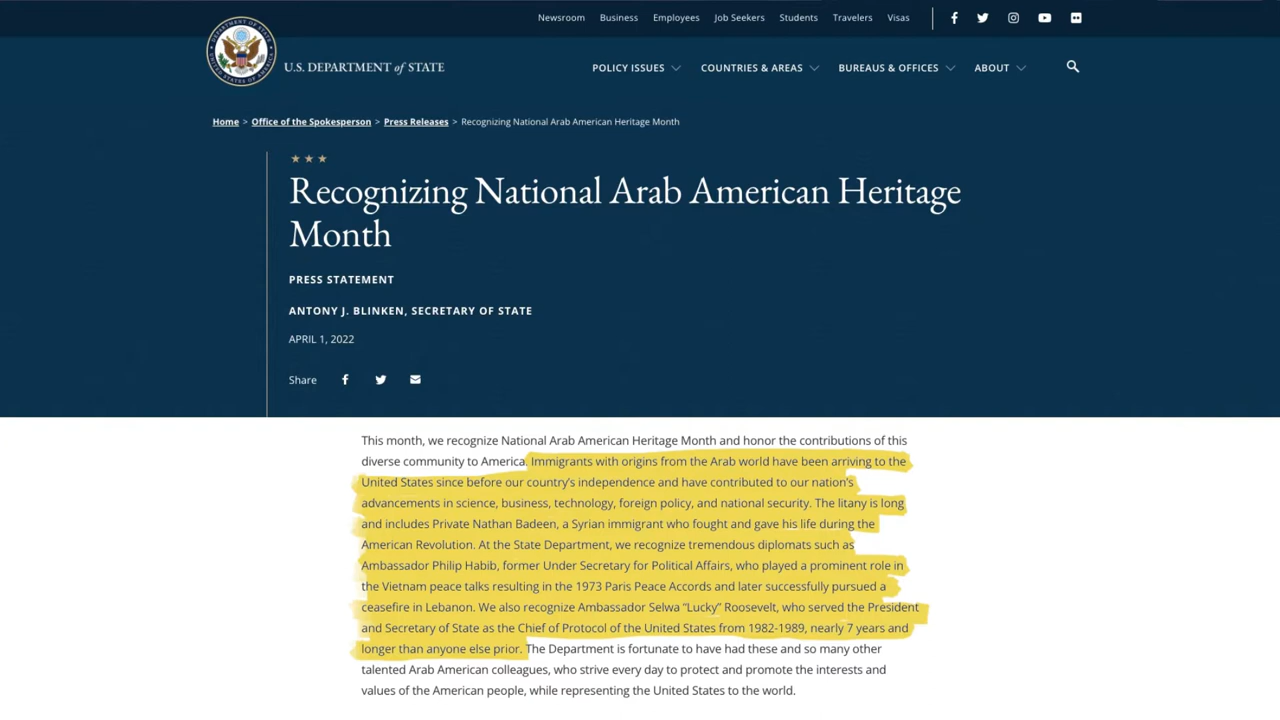 Newsroom Business Employees Job Seekers Students Travelers Visas
U.S. DEPARTMENT of STATE
POLICY ISSUES COUNTRIES & AREAS BUREAUS & OFFICES ABOUT
Home > Office of the Spokesperson > Press Releases > Recognizing National Arab American Heritage Month
Recognizing National Arab American Heritage
Month
PRESS STATEMENT
ANTONY J. BLINKEN, SECRETARY OF STATE
APRIL 1, 2022
Share
This month, we recognize National Arab American Heritage Month and honor the contributions of this
diverse community to America. Immigrants with origins from the Arab world have been arriving to the
United States since before our country's independence and have contributed to our nation's
advancements in science, business, technology, foreign policy, and national security. The litany is long
and includes Private Nathan Badeen, a Syrian immigrant who fought and gave his life during the
American Revolution. At the State Department, we recognize tremendous diplomats such as
Ambassador Philip Habib, former Under Secretary for Political Affairs, who played a prominent role in
the Vietnam peace talks resulting in the 1973 Paris Peace Accords and later successfully pursued a
ceasefire in Lebanon. We also recognize Ambassador Selwa “Lucky” Roosevelt, who served the President
and Secretary of State as the Chief of Protocol of the United States from 1982-1989, nearly 7 years and
longer than anyone else prior. The Department is fortunate to have had these and so many other
talented Arab American colleagues, who strive every day to protect and promote the interests and
values of the American people, while representing the United States to the world.